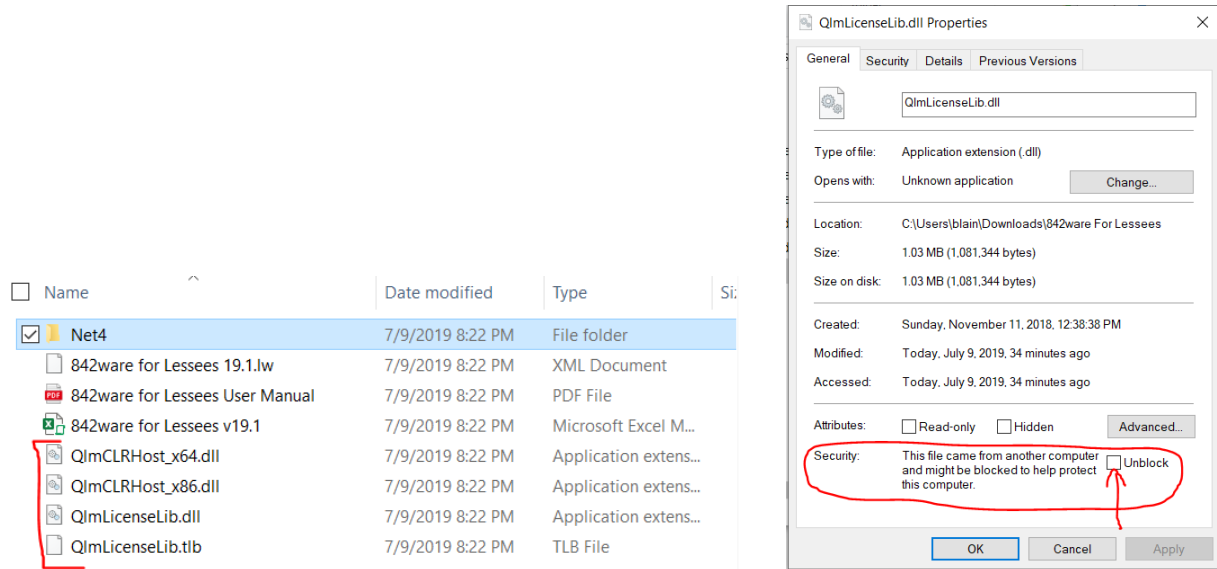 Name Date modified Type Si:
Net4 7/9/2019 8:22 PM File folder
842ware for Lessees 19.1.lw 7/9/2019 8:22 PM XML Document
842ware for Lessees User Manual 7/9/2019 8:22 PM PDF File
842ware for Lessees v19.1 7/9/2019 8:22 PM Microsoft Excel M...
QlmCLRHost_x64.dll 7/9/2019 8:22 PM Application extens...
QlmCLRHost_x86.dll 7/9/2019 8:22 PM Application extens...
QlmLicenseLib.dll 7/9/2019 8:22 PM Application extens...
QlmLicenseLib.tlb 7/9/2019 8:22 PM TLB File
QlmLicenseLib.dll Properties
General Security Details Previous Versions
QlmLicenseLib.dll
Type of file: Application extension (.dll)
Opens with: Unknown application Change...
Location: C:\Users\blain\Downloads\842ware For Lessees
Size: 1.03 MB (1,081,344 bytes)
Size on disk: 1.03 MB (1,081,344 bytes)
Created: Sunday, November 11, 2018, 12:38:38 PM
Modified: Today, July 9, 2019, 34 minutes ago
Accessed: Today, July 9, 2019, 34 minutes ago
Attributes: Read-only Hidden Advanced...
Security: This file came from another computer
and might be blocked to help protect Unblock
this computer.
OK Cancel Apply